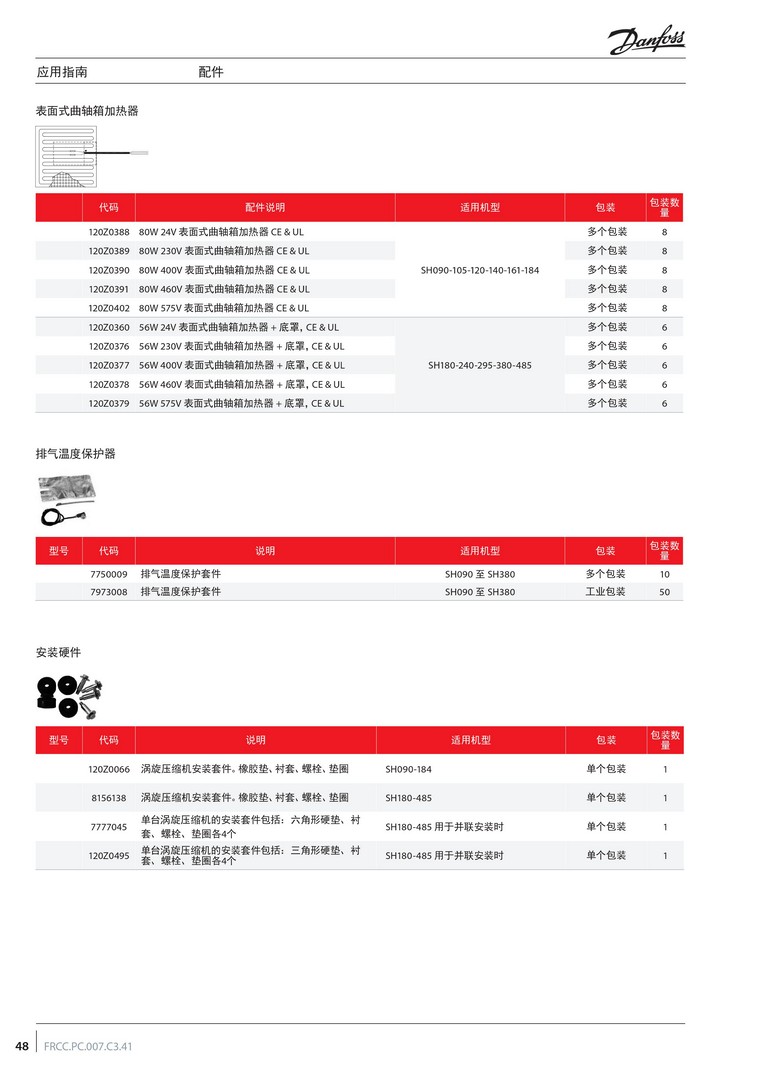 Danfoss
应用指南 配件
表面式曲轴箱加热器
代码 配件说明 适用机型 包装 包装数量
120Z0388 80W 24V 表面式曲轴箱加热器 CE & UL 多个包装 8
120Z0389 80W 230V 表面式曲轴箱加热器 CE & UL 多个包装 8
120Z0390 80W 400V 表面式曲轴箱加热器 CE & UL SH090-105-120-140-161-184 多个包装 8
120Z0391 80W 460V 表面式曲轴箱加热器 CE & UL 多个包装 8
120Z0402 80W 575V 表面式曲轴箱加热器 CE & UL 多个包装 8
120Z0360 56W 24V 表面式曲轴箱加热器 + 底罩, CE & UL 多个包装 6
120Z0376 56W 230V 表面式曲轴箱加热器 + 底罩, CE & UL 多个包装 6
120Z0377 56W 400V 表面式曲轴箱加热器 + 底罩, CE & UL SH180-240-295-380-485 多个包装 6
120Z0378 56W 460V 表面式曲轴箱加热器 + 底罩, CE & UL 多个包装 6
120Z0379 56W 575V 表面式曲轴箱加热器 + 底罩, CE & UL 多个包装 6
排气温度保护器
型号 代码 说明 适用机型 包装 包装数量
7750009 排气温度保护套件 SH090 至 SH380 多个包装 10
7973008 排气温度保护套件 SH090 至 SH380 工业包装 50
安装硬件
型号 代码 说明 适用机型 包装 包装数量
120Z0066 涡旋压缩机安装套件。橡胶垫、衬套、螺栓、垫圈 SH090-184 单个包装 1
8156138 涡旋压缩机安装套件。橡胶垫、衬套、螺栓、垫圈 SH180-485 单个包装 1
7777045 单台涡旋压缩机的安装套件包括：六角形硬垫、衬
套、螺栓、垫圈各4个 SH180-485 用于并联安装时 单个包装 1
120Z0495 单台涡旋压缩机的安装套件包括：三角形硬垫、衬
套、螺栓、垫圈各4个 SH180-485 用于并联安装时 单个包装 1
48 FRCC.PC.007.C3.41